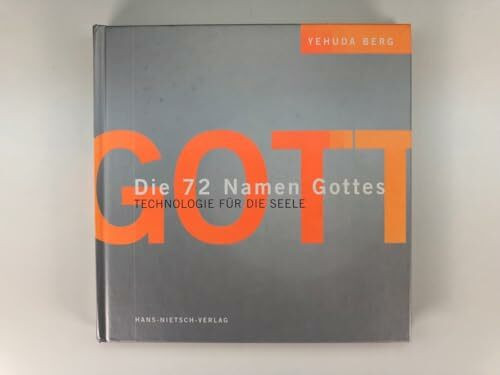 YEHUDA BERG
GOTT
Die 72 Namen Gottes
TECHNOLOGIE FÜR DIE SEELE
HANS-NIETSCH-VERLAG